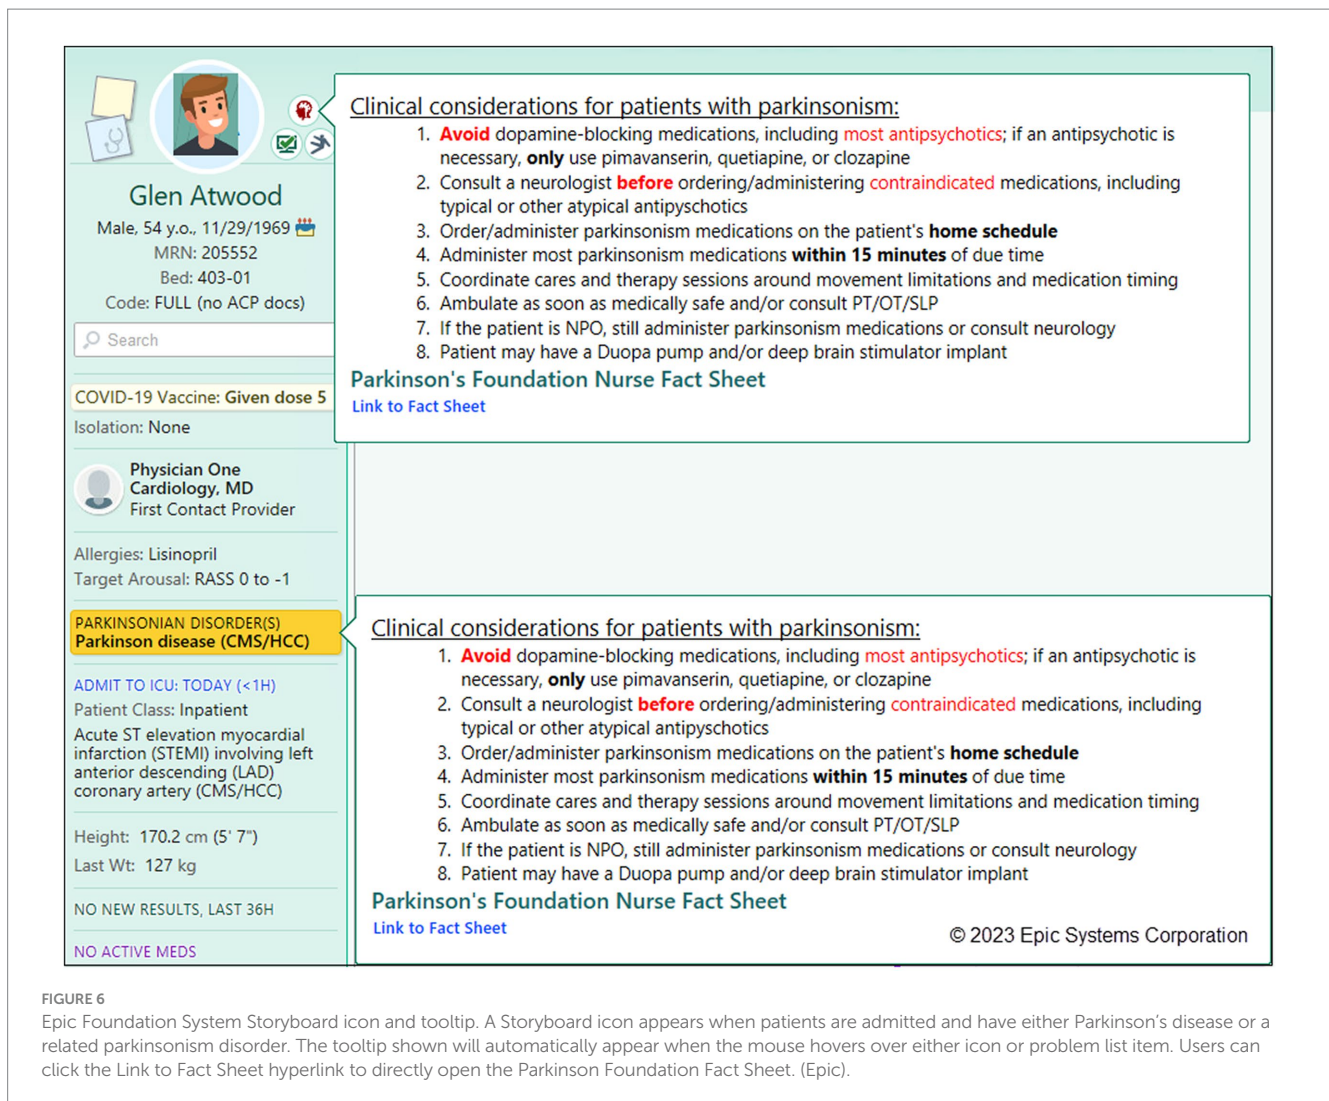 Glen Atwood
Male, 54 y.o., 11/29/1969
MRN: 205552
Bed: 403-01
Code: FULL (no ACP docs)
Search
COVID-19 Vaccine: Given dose 5
Isolation: None
Physician One
Cardiology, MD
First Contact Provider
Allergies: Lisinopril
Target Arousal: RASS 0 to -1
PARKINSONIAN DISORDER(S)
Parkinson disease (CMS/HCC)
ADMIT TO ICU: TODAY (<1H)
Patient Class: Inpatient
Acute ST elevation myocardial
infarction (STEMI) involving left
anterior descending (LAD)
coronary artery (CMS/HCC)
Height: 170.2 cm (5' 7")
Last Wt: 127 kg
NO NEW RESULTS, LAST 36H
NO ACTIVE MEDS
Clinical considerations for patients with parkinsonism:
1. Avoid dopamine-blocking medications, including most antipsychotics; if an antipsychotic is
necessary, only use pimavanserin, quetiapine, or clozapine
2. Consult a neurologist before ordering/administering contraindicated medications, including
typical or other atypical antipyschotics
3. Order/administer parkinsonism medications on the patient's home schedule
4. Administer most parkinsonism medications within 15 minutes of due time
5. Coordinate cares and therapy sessions around movement limitations and medication timing
6. Ambulate as soon as medically safe and/or consult PT/OT/SLP
7. If the patient is NPO, still administer parkinsonism medications or consult neurology
8. Patient may have a Duopa pump and/or deep brain stimulator implant
Parkinson's Foundation Nurse Fact Sheet
Link to Fact Sheet
Clinical considerations for patients with parkinsonism:
1. Avoid dopamine-blocking medications, including most antipsychotics; if an antipsychotic is
necessary, only use pimavanserin, quetiapine, or clozapine
2. Consult a neurologist before ordering/administering contraindicated medications, including
typical or other atypical antipyschotics
3. Order/administer parkinsonism medications on the patient's home schedule
4. Administer most parkinsonism medications within 15 minutes of due time
5. Coordinate cares and therapy sessions around movement limitations and medication timing
6. Ambulate as soon as medically safe and/or consult PT/OT/SLP
7. If the patient is NPO, still administer parkinsonism medications or consult neurology
8. Patient may have a Duopa pump and/or deep brain stimulator implant
Parkinson's Foundation Nurse Fact Sheet
Link to Fact Sheet
© 2023 Epic Systems Corporation
FIGURE 6
Epic Foundation System Storyboard icon and tooltip. A Storyboard icon appears when patients are admitted and have either Parkinson's disease or a
related parkinsonism disorder. The tooltip shown will automatically appear when the mouse hovers over either icon or problem list item. Users can
click the Link to Fact Sheet hyperlink to directly open the Parkinson Foundation Fact Sheet. (Epic).